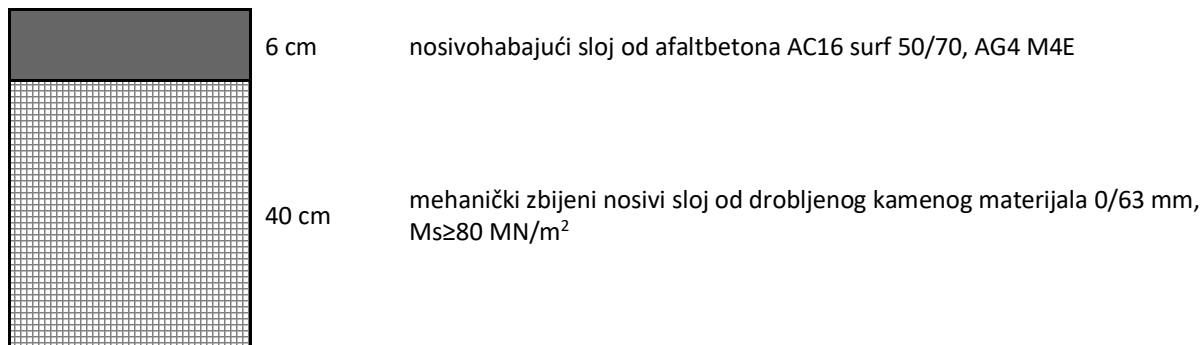 6 cm nosivohabajući sloj od afaltbetona AC16 surf 50/70, AG4 M4E
40 cm mehanički zbijeni nosivi sloj od drobljenog kamenog materijala 0/63 mm,
Ms≥80 MN/m²